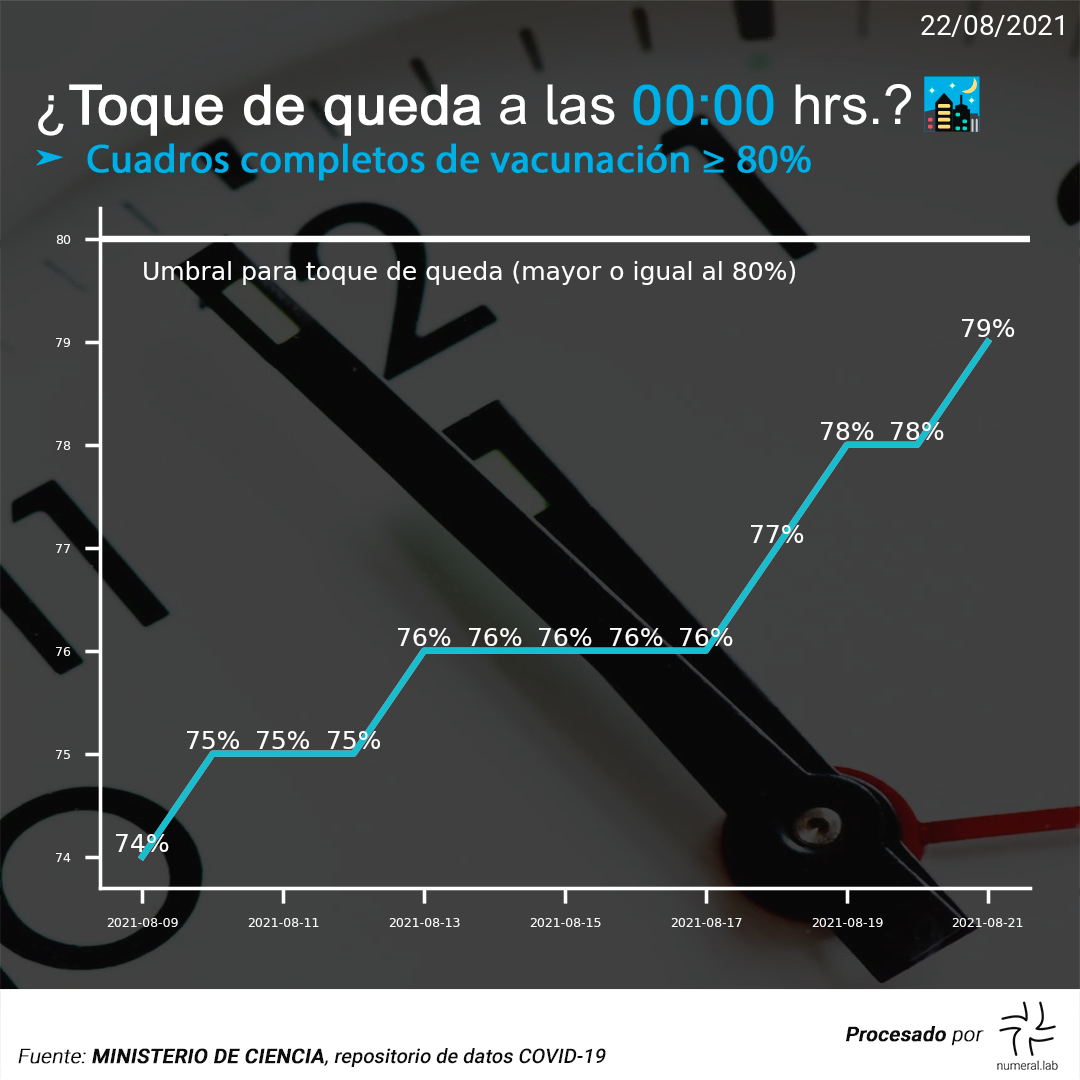 22/08/2021
¿Toque de queda a las 00:00 hrs.?
➤ Cuadros completos de vacunación ≥ 80%
80
Umbral para toque de queda (mayor o igual al 80%)
79%
79
78% 78%
78
77%
77
76% 76% 76% 76% 76%
76
75% 75% 75%
75
74%
74
2021-08-09 2021-08-11 2021-08-13 2021-08-15 2021-08-17 2021-08-19 2021-08-21
2
1
11
Procesado por
numeral.lab
Fuente: MINISTERIO DE CIENCIA, repositorio de datos COVID-19